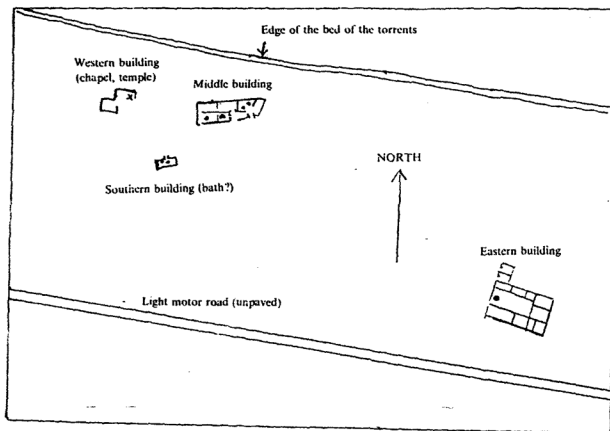 Edge of the bed of the torrents
Western building
(chapel, temple)
Middle building
Southern building (bath?)
NORTH
Eastern building
Light motor road (unpaved)